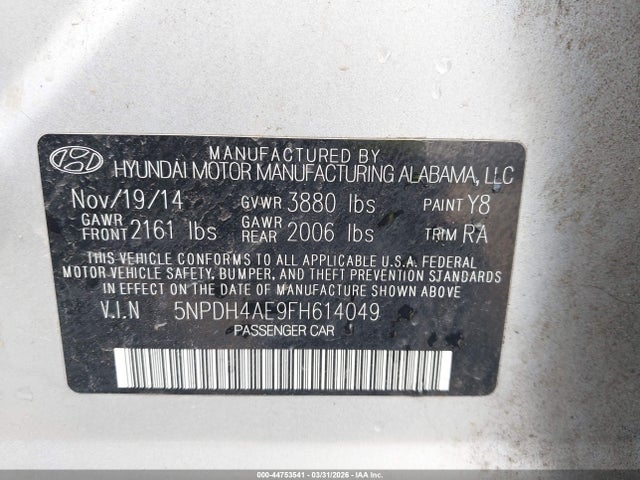 MANUFACTURED BY
HYUNDAI MOTOR MANUFACTURING ALABAMA, LLC
Nov/19/14 GVWR 3880 lbs PAINT Y8
GAWR FRONT 2161 lbs GAWR REAR 2006 lbs TRIM RA
THIS VEHICLE CONFORMS TO ALL APPLICABLE U.S.A. FEDERAL
MOTOR VEHICLE SAFETY, BUMPER, AND THEFT PREVENTION STANDARDS
IN EFFECT ON THE DATE OF MANUFACTURE SHOWN ABOVE.
V.I.N 5NPDH4AE9FH614049
PASSENGER CAR
000-44753541 - 03/31/2026 - IAAI.COM